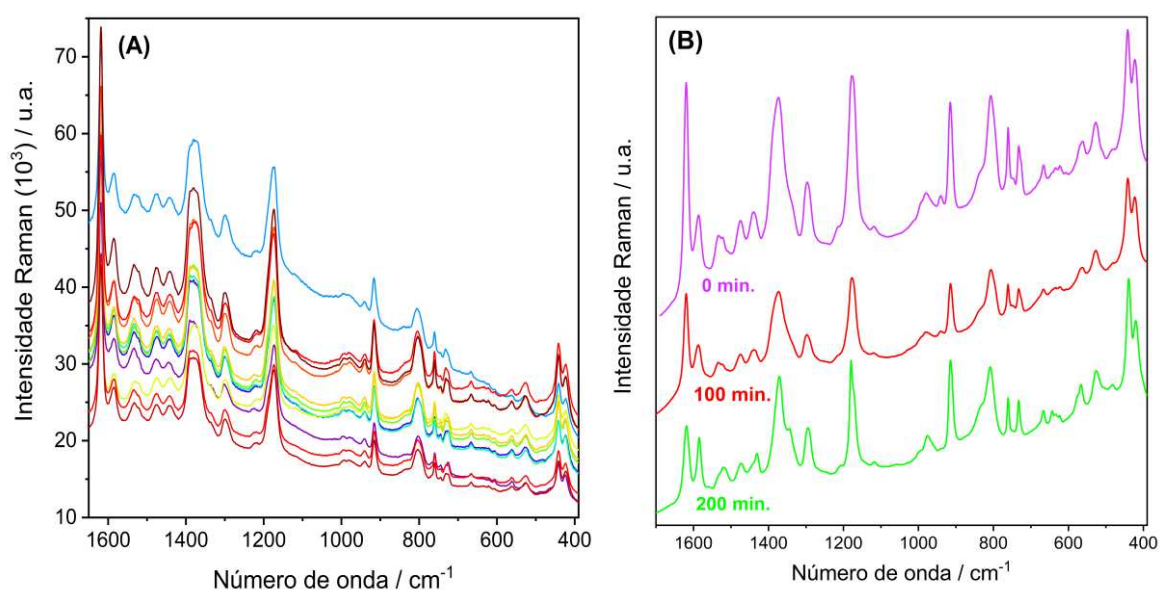 (A)
Intensidade Raman (10³) / u.a.
70
60
50
40
30
20
10
1600
1400
1200
1000
800
600
400
Número de onda / cm⁻¹
(B)
Intensidade Raman / u.a.
0 min.
100 min.
200 min.
1600
1400
1200
1000
800
600
400
Número de onda / cm⁻¹